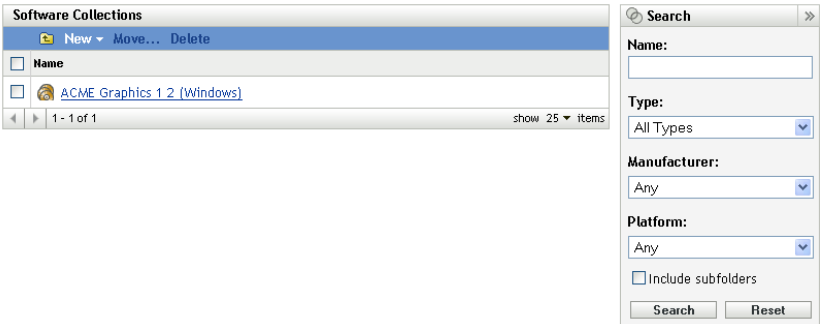 Software Collections
New Move... Delete
Name
ACME Graphics 1 2 (Windows)
1 - 1 of 1 show 25 items
Search
Name:
Type:
All Types
Manufacturer:
Any
Platform:
Any
Include subfolders
Search Reset